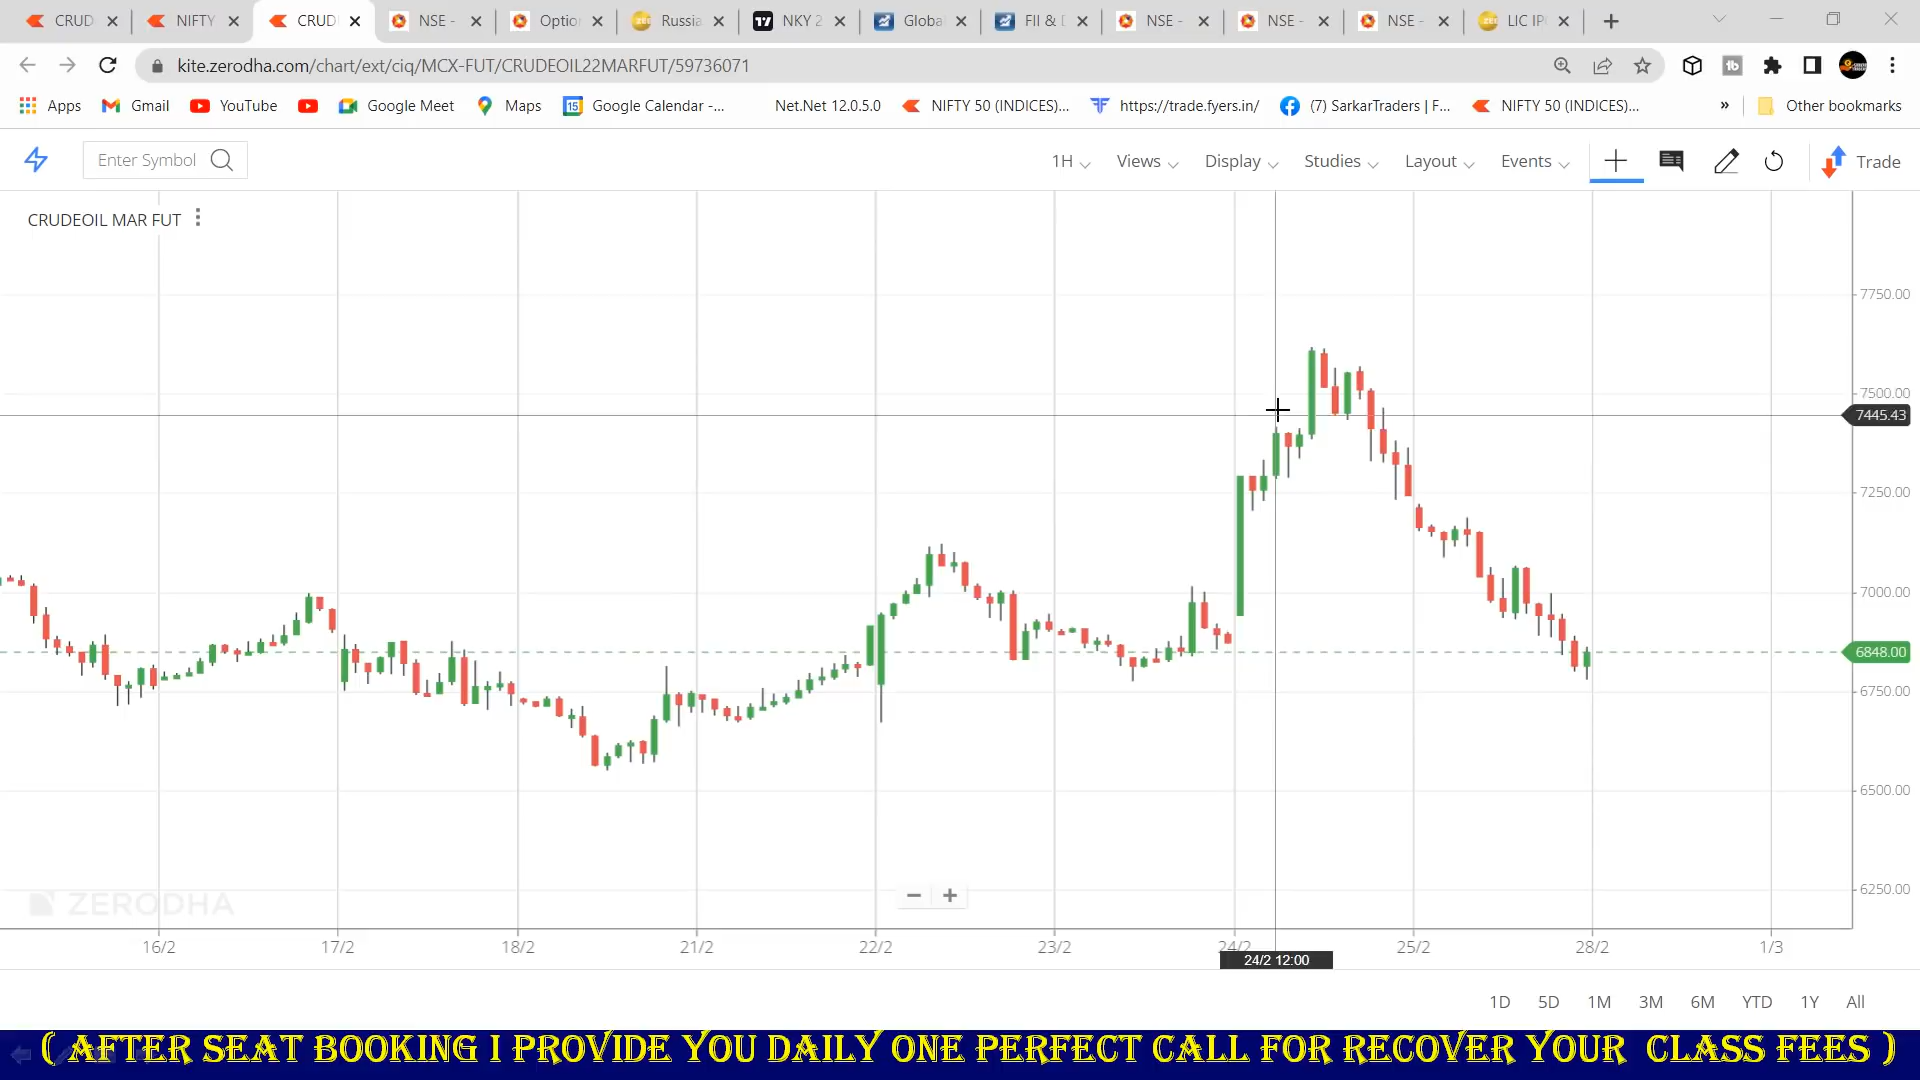 CRUD NIFTY CRUD NSE - Option Russia NKY 2 Globa FII & D NSE - NSE - NSE - LIC IP
kite.zerodha.com/chart/ext/ciq/MCX-FUT/CRUDEOIL22MARFUT/59736071
Apps Gmail YouTube Google Meet Maps 15 Google Calendar -... Net.Net 12.0.5.0 NIFTY 50 (INDICES)... https://trade.fyers.in/ (7) SarkarTraders | F... NIFTY 50 (INDICES)... » Other bookmarks
Enter Symbol 1H Views Display Studies Layout Events Trade
CRUDEOIL MAR FUT
7750.00
7500.00
7445.43
7250.00
7000.00
6848.00
6750.00
6500.00
6250.00
ZERODHA
16/2 17/2 18/2 21/2 22/2 23/2 24/2 25/2 28/2 1/3
24/2 12:00
1D 5D 1M 3M 6M YTD 1Y All
( AFTER SEAT BOOKING I PROVIDE YOU DAILY ONE PERFECT CALL FOR RECOVER YOUR CLASS FEES )